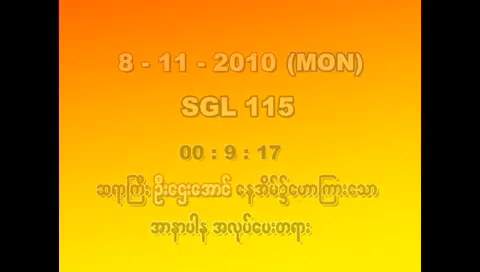 8 - 11 - 2010 (MON)
SGL 115
00 : 9 : 17
ဆရာကြီး ဦးဌေးအောင် နေအိမ်၌ဟောကြားသော
အာနာပါန အလုပ်ပေးတရား